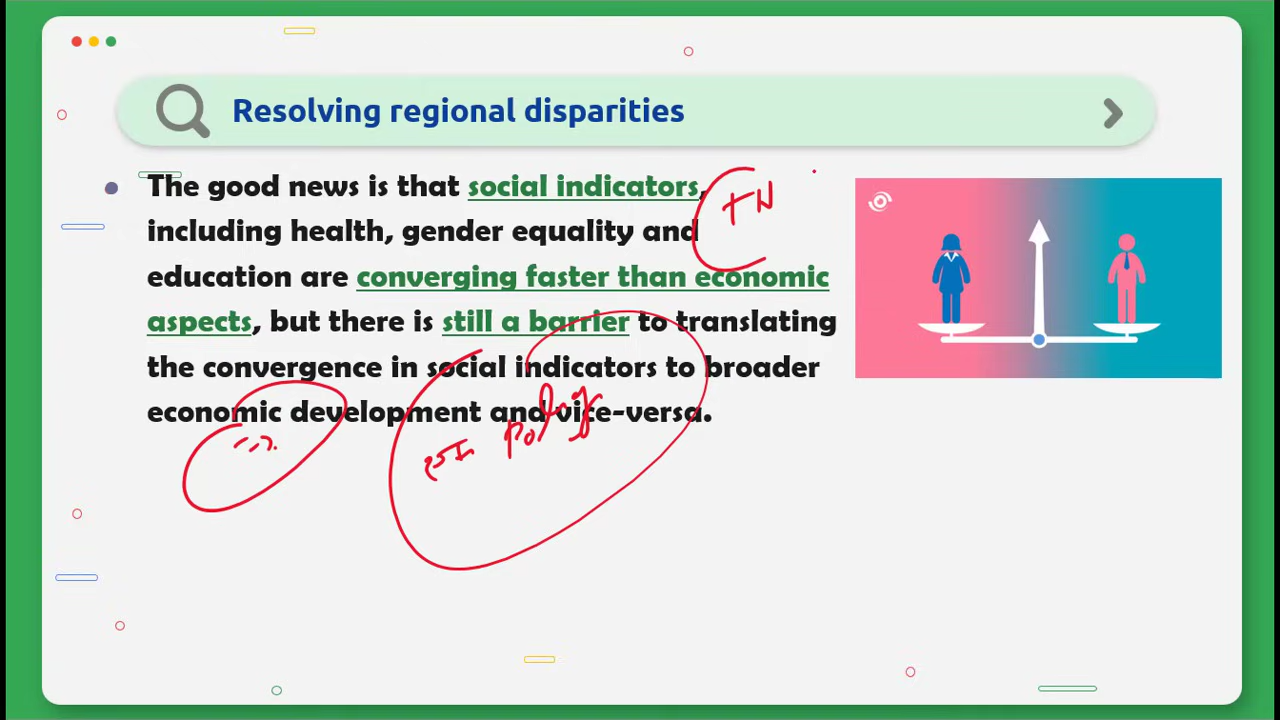 Resolving regional disparities
The good news is that social indicators,
including health, gender equality and
education are converging faster than economic
aspects, but there is still a barrier to translating
the convergence in social indicators to broader
economic development and vice-versa.
TN